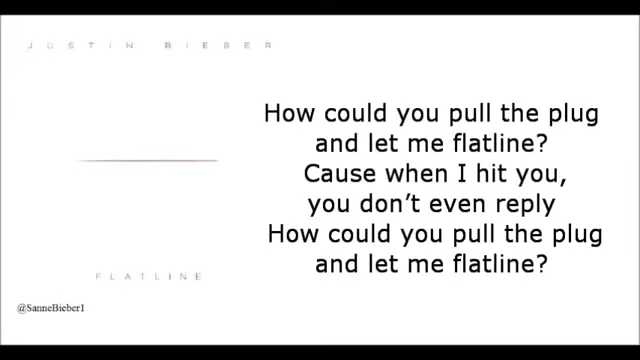 JUSTIN BIEBER
How could you pull the plug
and let me flatline?
Cause when I hit you,
you don’t even reply
How could you pull the plug
and let me flatline?
FLATLINE
@SanneBieber1